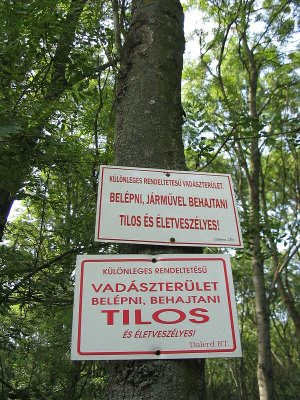 KÜLÖNLEGES RENDELTETÉSŰ VADÁSZTERÜLET.
BELÉPNI, JÁRMŰVEL BEHAJTANI
TILOS ÉS ÉLETVESZÉLYES!
KÜLÖNLEGES RENDELTETÉSŰ
VADÁSZTERÜLET
BELÉPNI, BEHAJTANI
TILOS
ÉS ÉLETVESZÉLYES!
Dalerd RT.